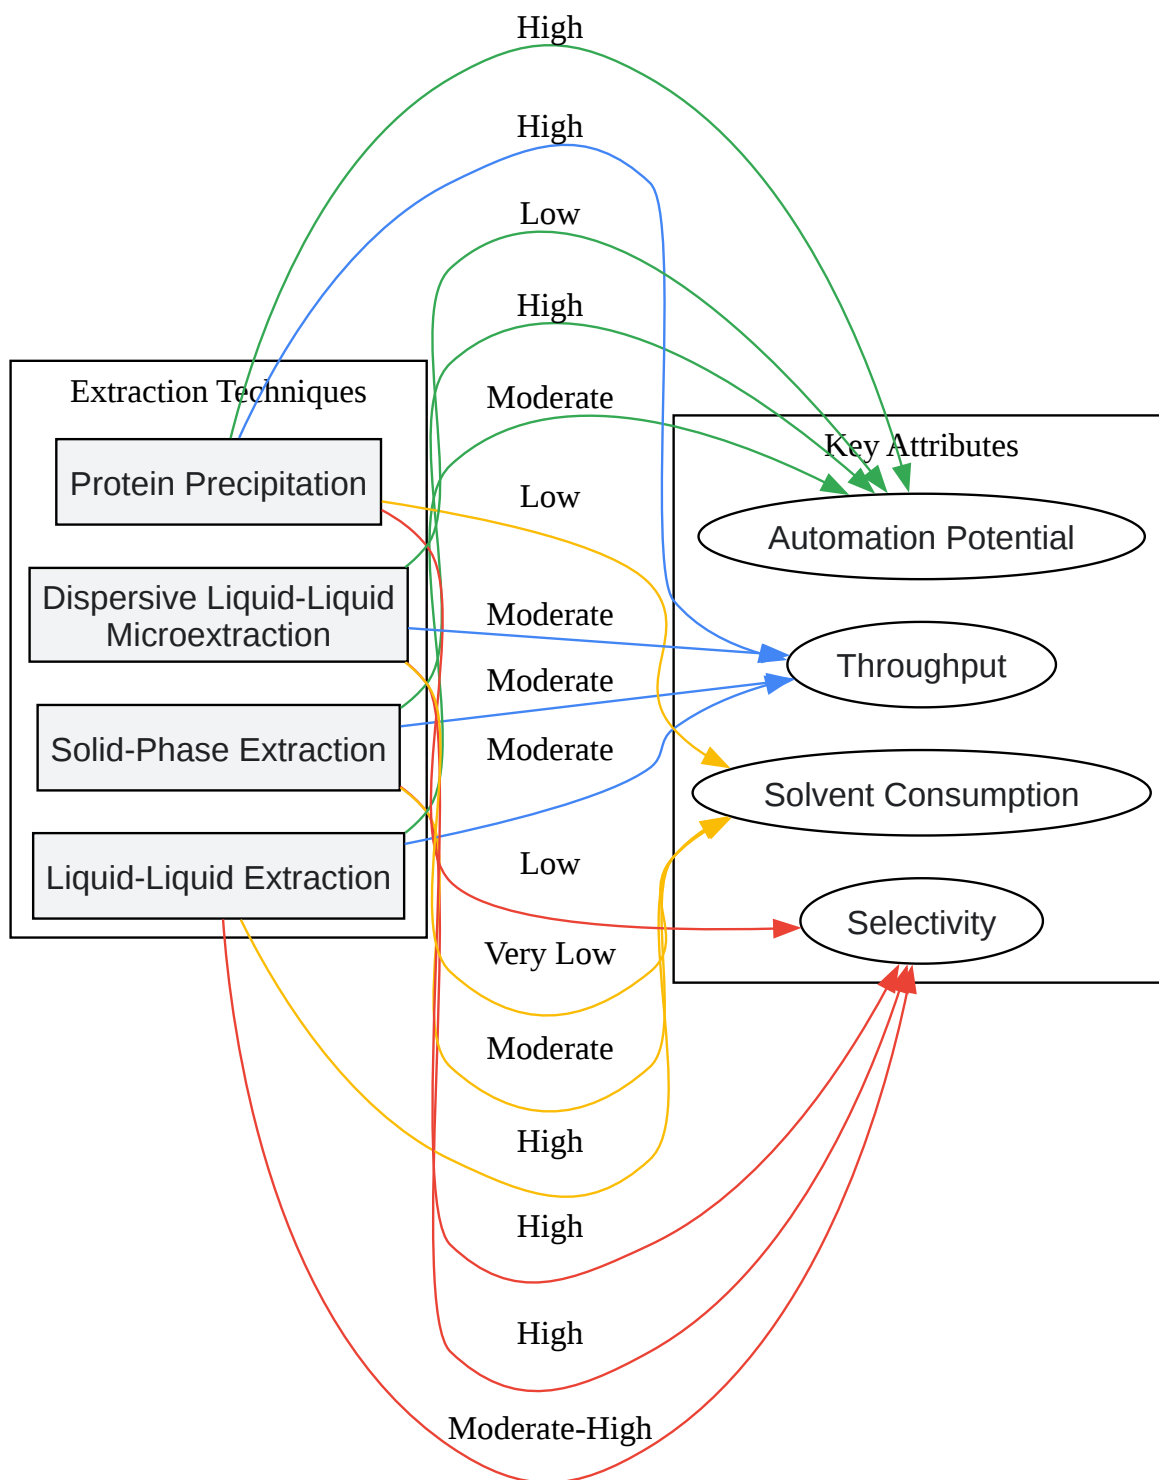 High
High
Low
High
Extraction Techniques
Moderate
Key Attributes
Protein Precipitation
Low
Automation Potential
Dispersive Liquid-Liquid
Microextraction
Moderate
Throughput
Moderate
Solid-Phase Extraction
Moderate
Solvent Consumption
Low
Liquid-Liquid Extraction
Selectivity
Very Low
Moderate
High
High
High
Moderate-High